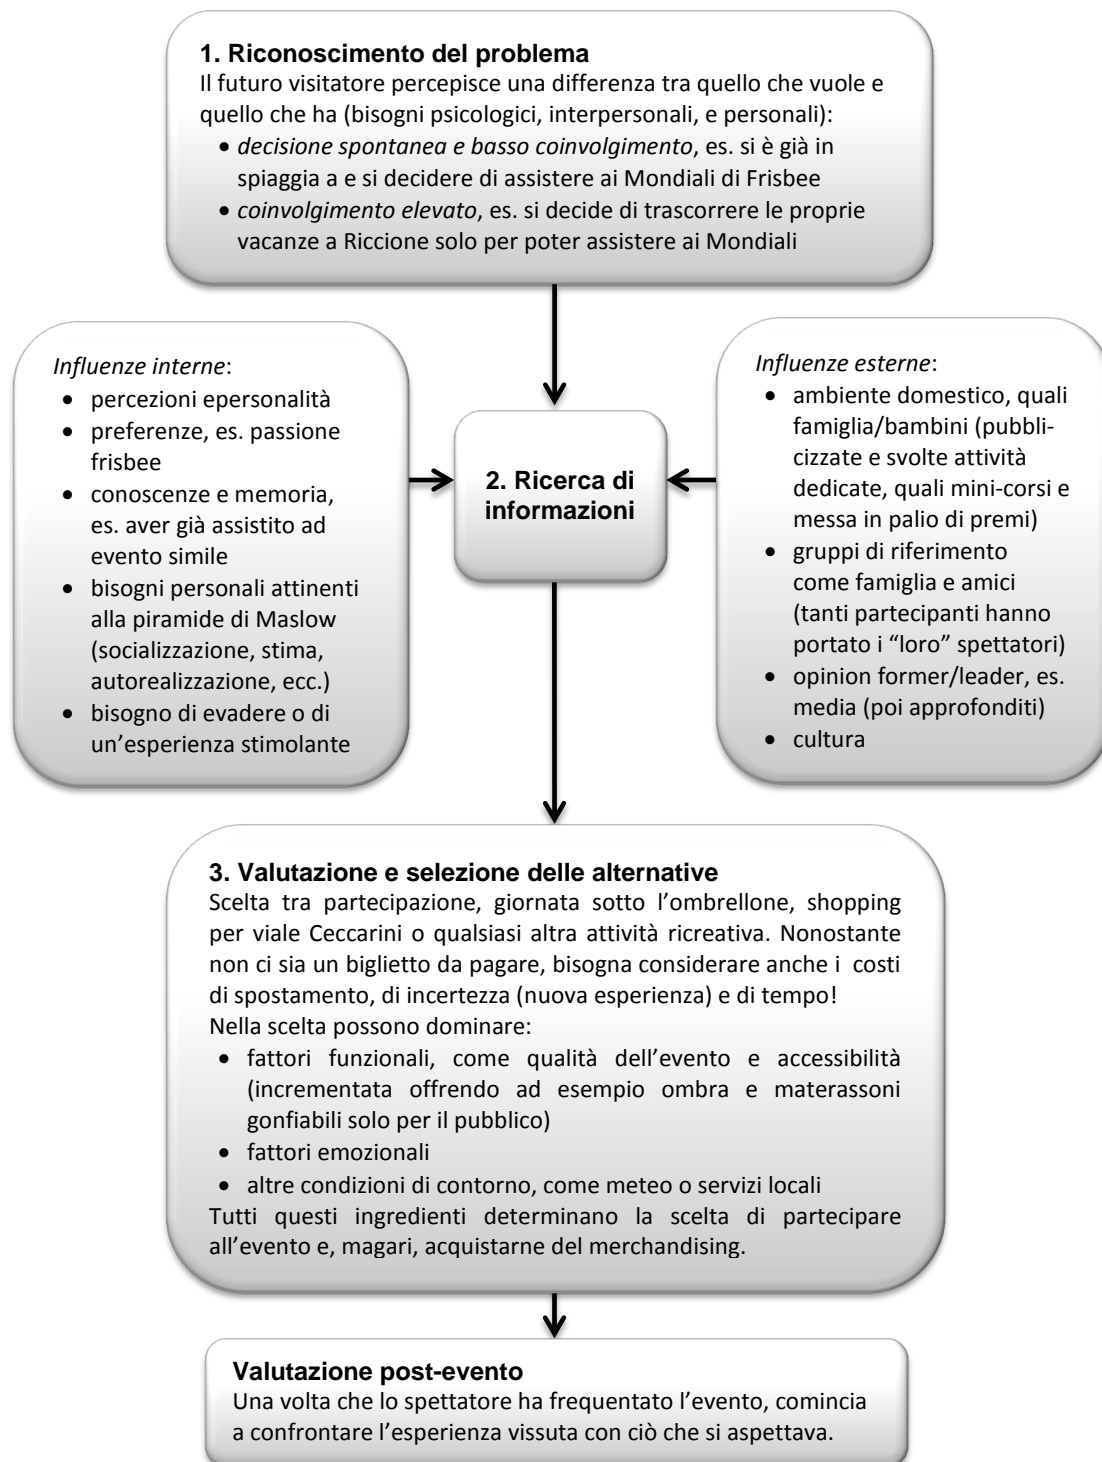 1. Riconoscimento del problema
Il futuro visitatore percepisce una differenza tra quello che vuole e
quello che ha (bisogni psicologici, interpersonali, e personali):
• decisione spontanea e basso coinvolgimento, es. si è già in
spiaggia a e si decidere di assistere ai Mondiali di Frisbee
• coinvolgimento elevato, es. si decide di trascorrere le proprie
vacanze a Riccione solo per poter assistere ai Mondiali
Influenze interne:
• percezioni epersonalità
• preferenze, es. passione
frisbee
• conoscenze e memoria,
es. aver già assistito ad
evento simile
• bisogni personali attinenti
alla piramide di Maslow
(socializzazione, stima,
autorealizzazione, ecc.)
• bisogno di evadere o di
un’esperienza stimolante
2. Ricerca di
informazioni
Influenze esterne:
• ambiente domestico, quali
famiglia/bambini (pubbli-
cizzate e svolte attività
dedicate, quali mini-corsi e
messa in palio di premi)
• gruppi di riferimento
come famiglia e amici
(tanti partecipanti hanno
portato i “loro” spettatori)
• opinion former/leader, es.
media (poi approfonditi)
• cultura
3. Valutazione e selezione delle alternative
Scelta tra partecipazione, giornata sotto l’ombrellone, shopping
per viale Ceccarini o qualsiasi altra attività ricreativa. Nonostante
non ci sia un biglietto da pagare, bisogna considerare anche i costi
di spostamento, di incertezza (nuova esperienza) e di tempo!
Nella scelta possono dominare:
• fattori funzionali, come qualità dell’evento e accessibilità
(incrementata offrendo ad esempio ombra e materassoni
gonfiabili solo per il pubblico)
• fattori emozionali
• altre condizioni di contorno, come meteo o servizi locali
Tutti questi ingredienti determinano la scelta di partecipare
all’evento e, magari, acquistarne del merchandising.
Valutazione post-evento
Una volta che lo spettatore ha frequentato l’evento, comincia
a confrontare l’esperienza vissuta con ciò che si aspettava.